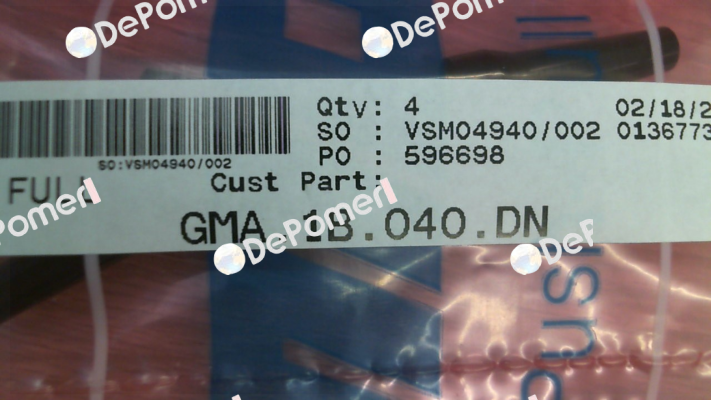 DePomeri
DePomeri
Qty: 4
02/18/2
SO : VSM04940/002 0136773
PO : 596698
SO:VSM04940/002
FULL
Cust Part:
DePomeri
DePomeri
GMA.1B.040.DN
DePomeri